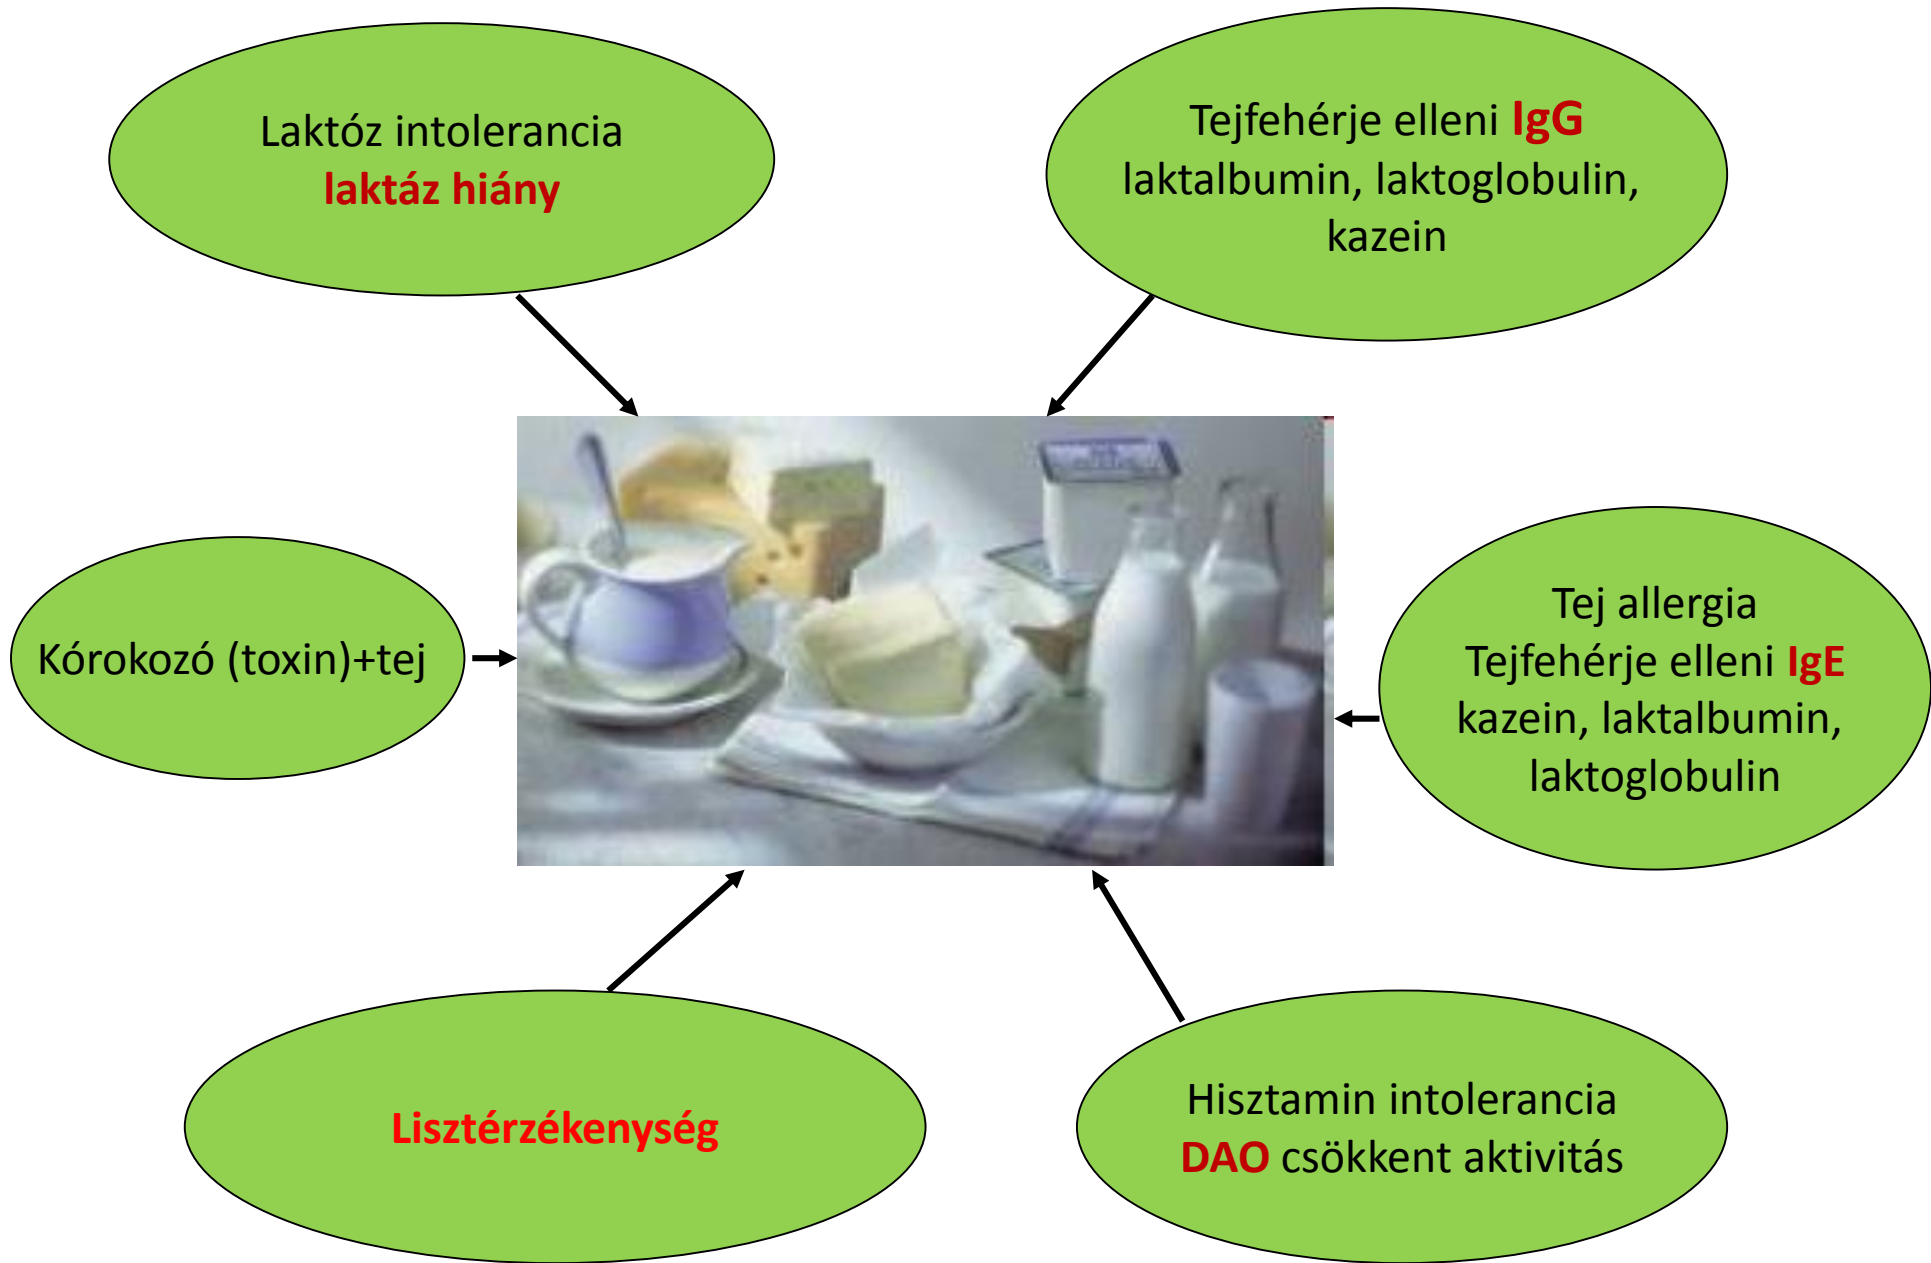 Laktóz intolerancia
laktáz hiány
Tejfehérje elleni IgG
laktalbumin, laktoglobulin,
kazein
Kórokozó (toxin)+tej
Tej allergia
Tejfehérje elleni IgE
kazein, laktalbumin,
laktoglobulin
Lisztérzékenység
Hisztamin intolerancia
DAO csökkent aktivitás